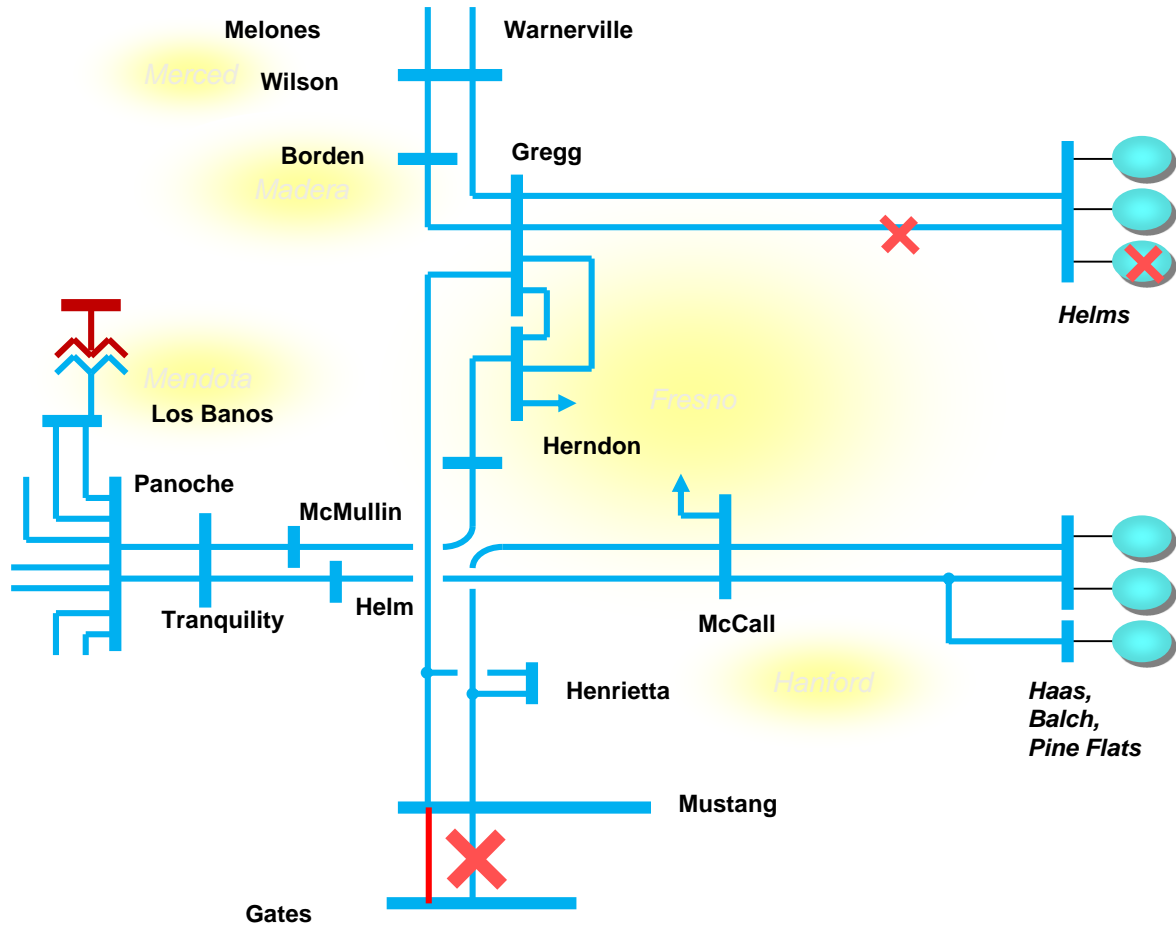 Melones
Warnerville
Merced
Wilson
Borden
Gregg
Madera
Helms
Mendota
Fresno
Los Banos
Herndon
Panoche
McMullin
Tranquility
Helm
McCall
Henrietta
Hanford
Haas,
Balch,
Pine Flats
Mustang
Gates